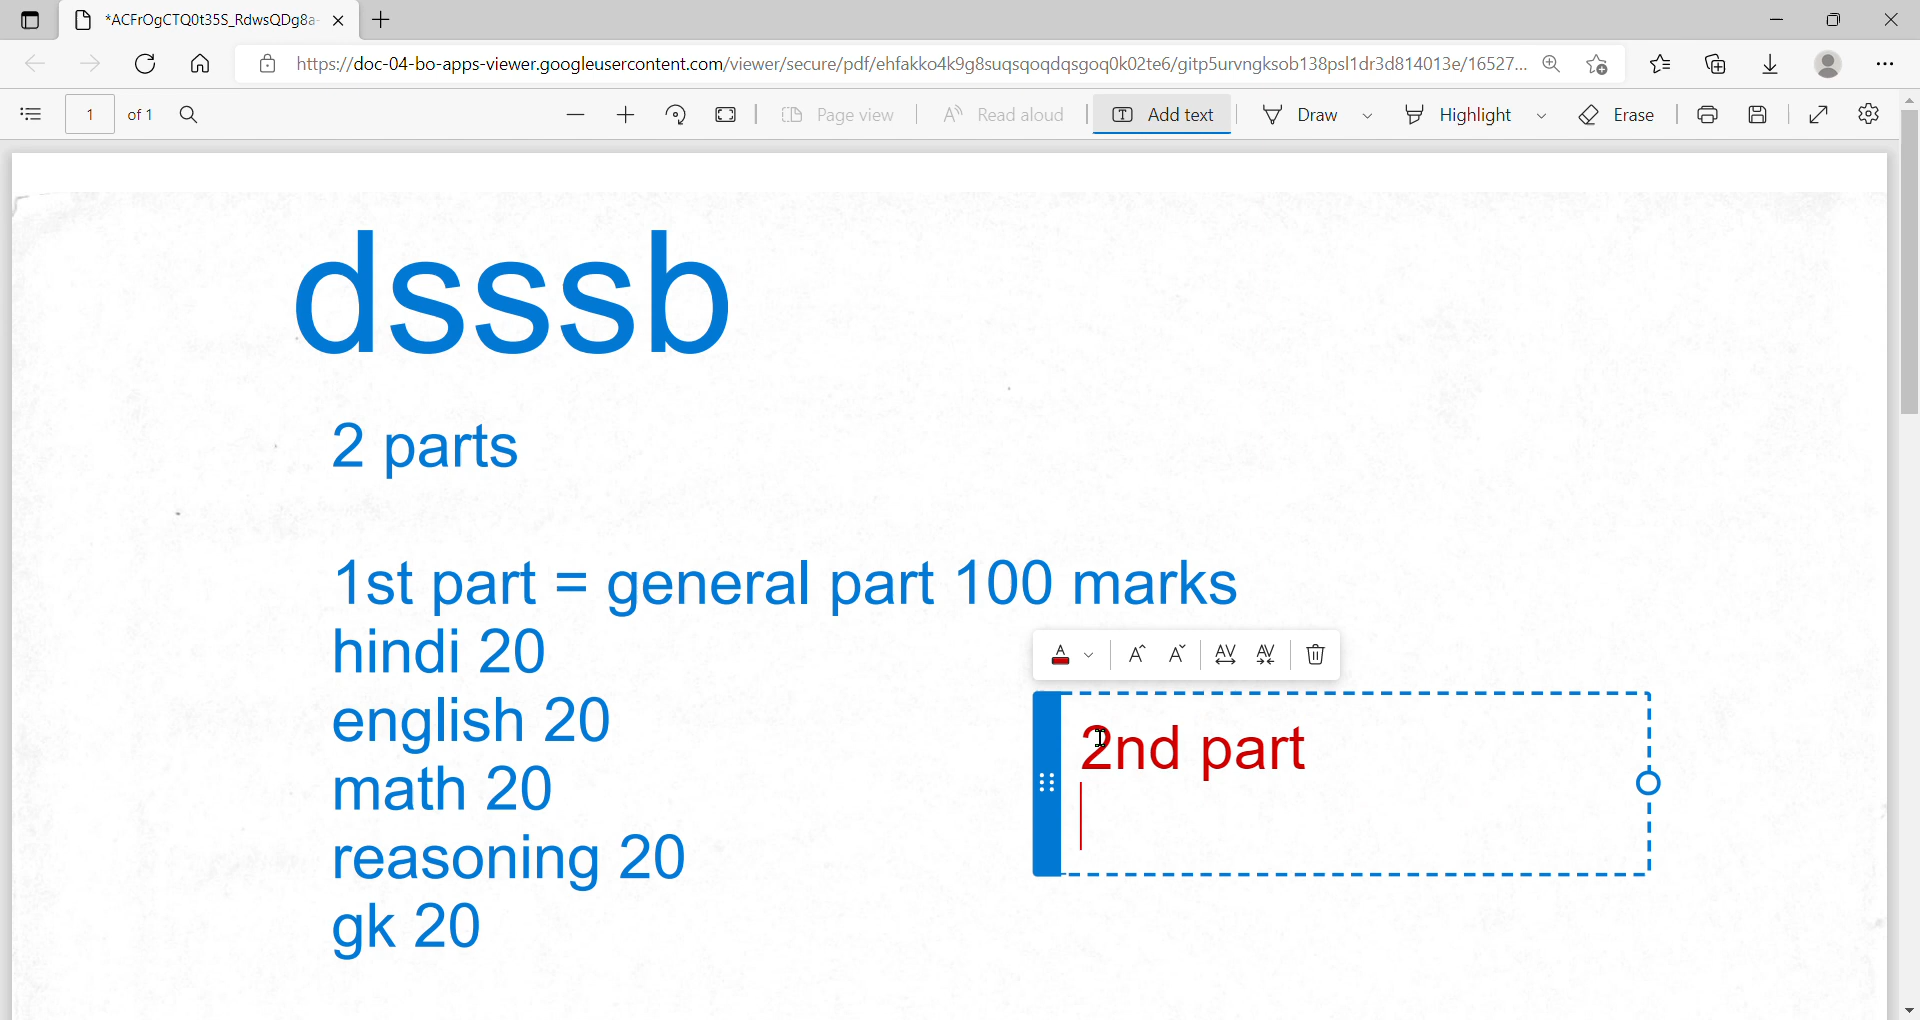 *ACFrOgCTQ0t35S_RdwsQDg8a-
https://doc-04-bo-apps-viewer.googleusercontent.com/viewer/secure/pdf/ehfakko4k9g8suqsqoqdqsgoq0k02te6/gitp5urvngksob138psl1dr3d814013e/16527...
1 of 1 Page view Read aloud Add text Draw Highlight Erase
dsssb
2 parts
1st part = general part 100 marks
hindi 20
english 20
math 20
reasoning 20
gk 20
2nd part